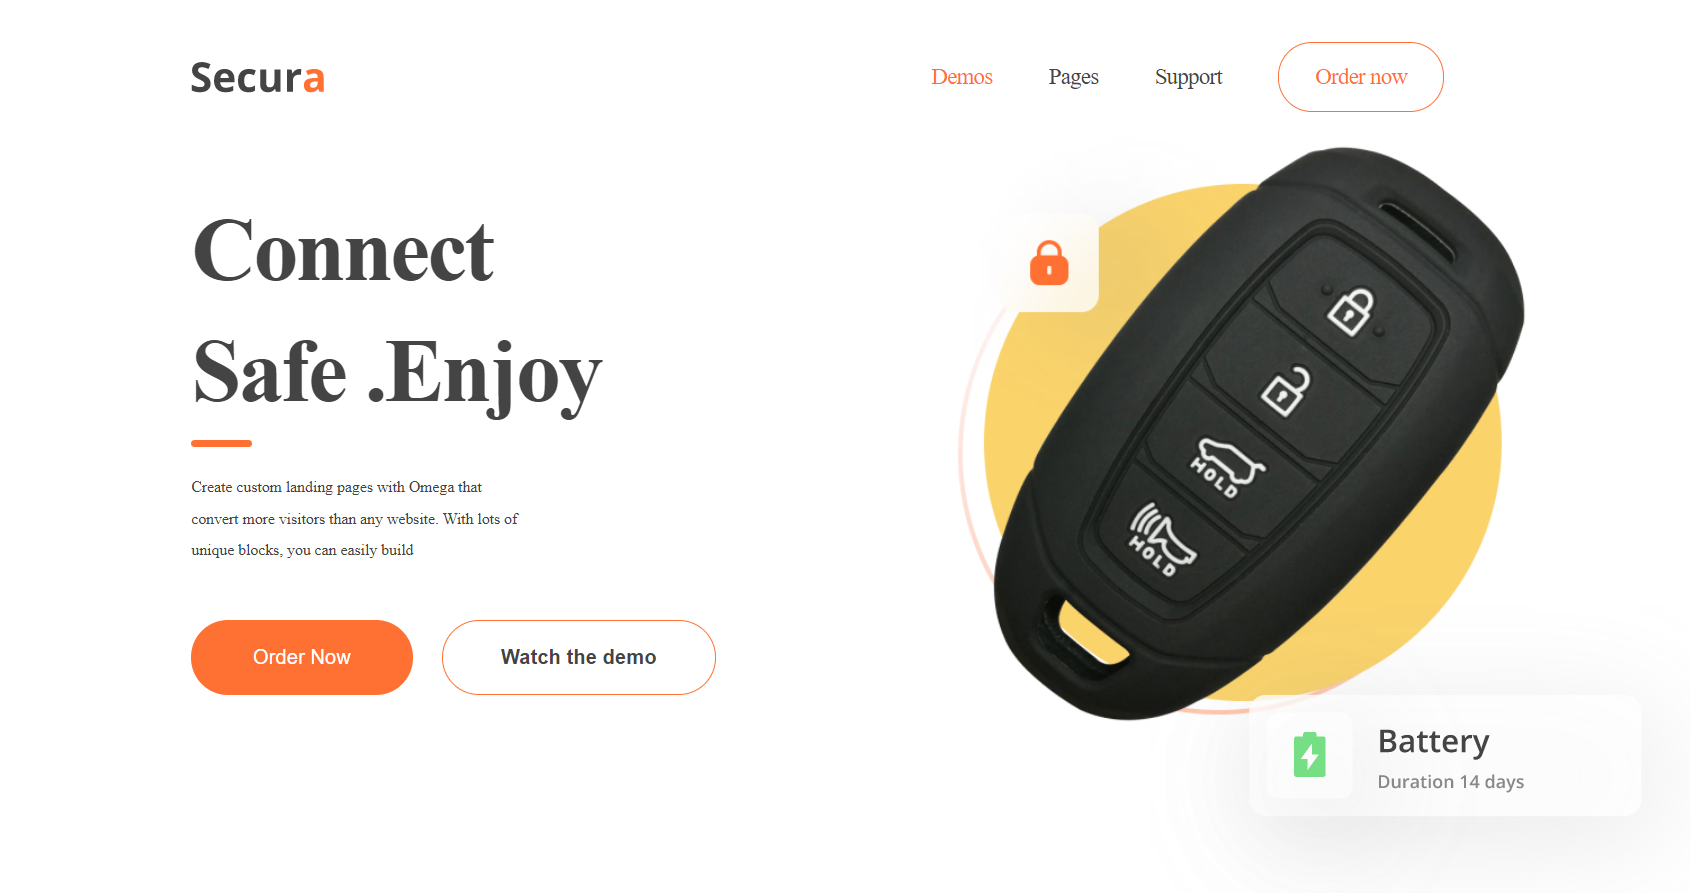 Secura
Demos Pages Support Order now
Connect
Safe .Enjoy
Create custom landing pages with Omega that
convert more visitors than any website. With lots of
unique blocks, you can easily build
Order Now Watch the demo
HOLD
HOLD
Battery
Duration 14 days